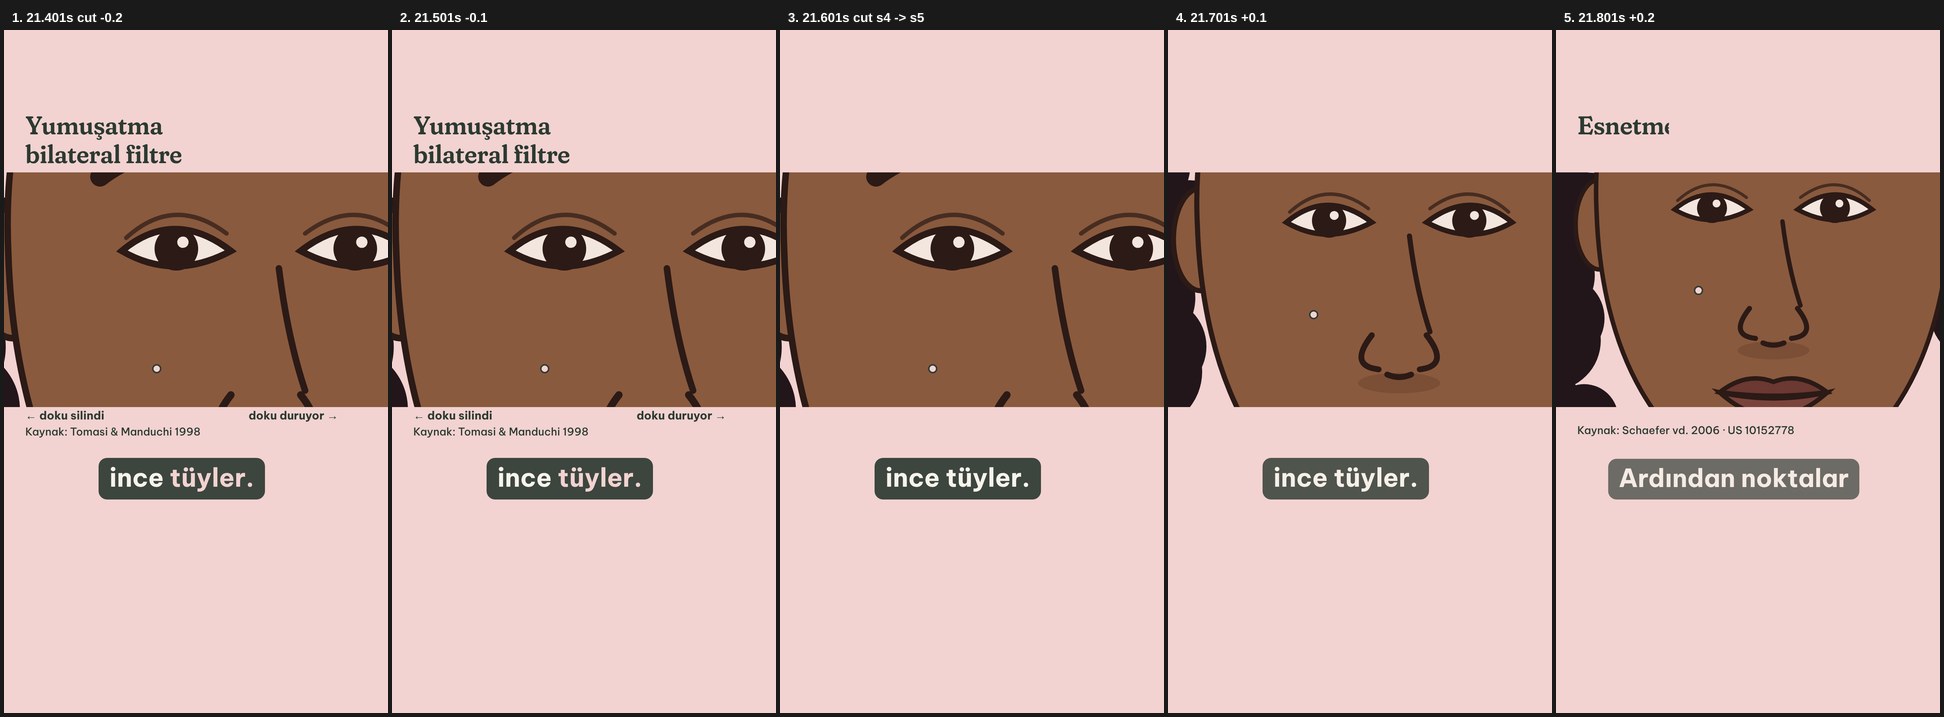 1. 21.401s cut -0.2
Yumuşatma
bilateral filtre
← doku silindi
doku duruyor →
Kaynak: Tomasi & Manduchi 1998
ince tüyler.
2. 21.501s -0.1
Yumuşatma
bilateral filtre
← doku silindi
doku duruyor →
Kaynak: Tomasi & Manduchi 1998
ince tüyler.
3. 21.601s cut s4 -> s5
ince tüyler.
4. 21.701s +0.1
ince tüyler.
5. 21.801s +0.2
Esnetme
Kaynak: Schaefer vd. 2006 · US 10152778
Ardından noktalar